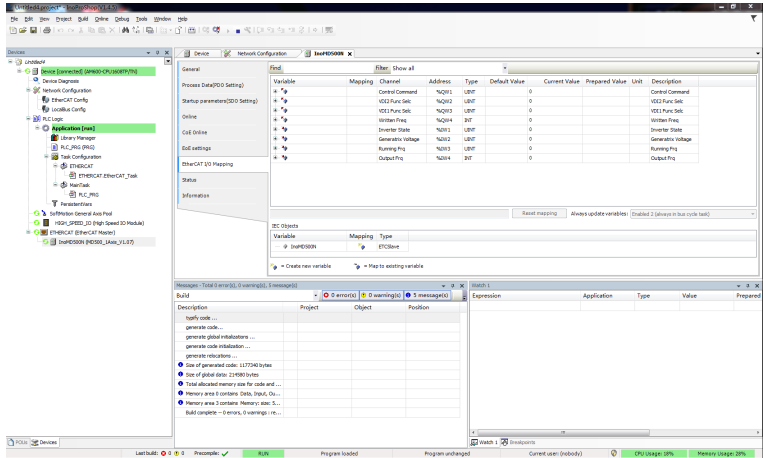 Untitled4.project* - InoProShop(V1.4.0)
File Edit View Project Build Online Debug Tools Window Help
Devices
Untitled4
Device [connected] (AM600-CPU1608TP/TN)
Device Diagnosis
Network Configuration
EtherCAT Config
LocalBus Config
PLC Logic
Application [run]
Library Manager
PLC_PRG (PRG)
Task Configuration
ETHERCAT
ETHERCAT.EtherCAT_Task
MainTask
PLC_PRG
PersistentVars
SoftMotion General Axis Pool
HIGH_SPEED_IO (High Speed IO Module)
ETHERCAT (EtherCAT Master)
InoMD500N (MD500_1Axis_V1.07)
POUs Devices
Device Network Configuration InoMD500N
General
Process Data(PDO Setting)
Startup parameters(SDO Setting)
Online
CoE Online
EoE settings
EtherCAT I/O Mapping
Status
Information
Find Filter Show all
Variable Mapping Channel Address Type Default Value Current Value Prepared Value Unit Description
Control Command %QW1 UINT 0 Control Command
VDI2 Func Selc %QW2 UINT 0 VDI2 Func Selc
VDI1 Func Selc %QW3 UINT 0 VDI1 Func Selc
Written Freq %QW4 INT 0 Written Freq
Inverter State %IW1 UINT 0 Inverter State
Generatrix Voltage %IW2 UINT 0 Generatrix Voltage
Running Frq %IW3 UINT 0 Running Frq
Output Frq %IW4 INT 0 Output Frq
Reset mapping Always update variables: Enabled 2 (always in bus cycle task)
IEC Objects
Variable Mapping Type
InoMD500N ETCSlave
= Create new variable = Map to existing variable
Messages - Total 0 error(s), 0 warning(s), 5 message(s)
Build 0 error(s) 0 warning(s) 5 message(s)
Description Project Object Position
typify code ...
generate code...
generate global initializations ...
generate code initialization ...
generate relocations ...
Size of generated code: 1177340 bytes
Size of global data: 214580 bytes
Total allocated memory size for code and ...
Memory area 0 contains Data, Input, Ou...
Memory area 3 contains Memory: size: 5...
Build complete -- 0 errors, 0 warnings : re...
Watch 1
Expression Application Type Value Prepared
Watch 1 Breakpoints
Last build: 0 0 Precompile: RUN Program loaded Program unchanged Current user: (nobody) CPU Usage: 18% Memory Usage: 28%